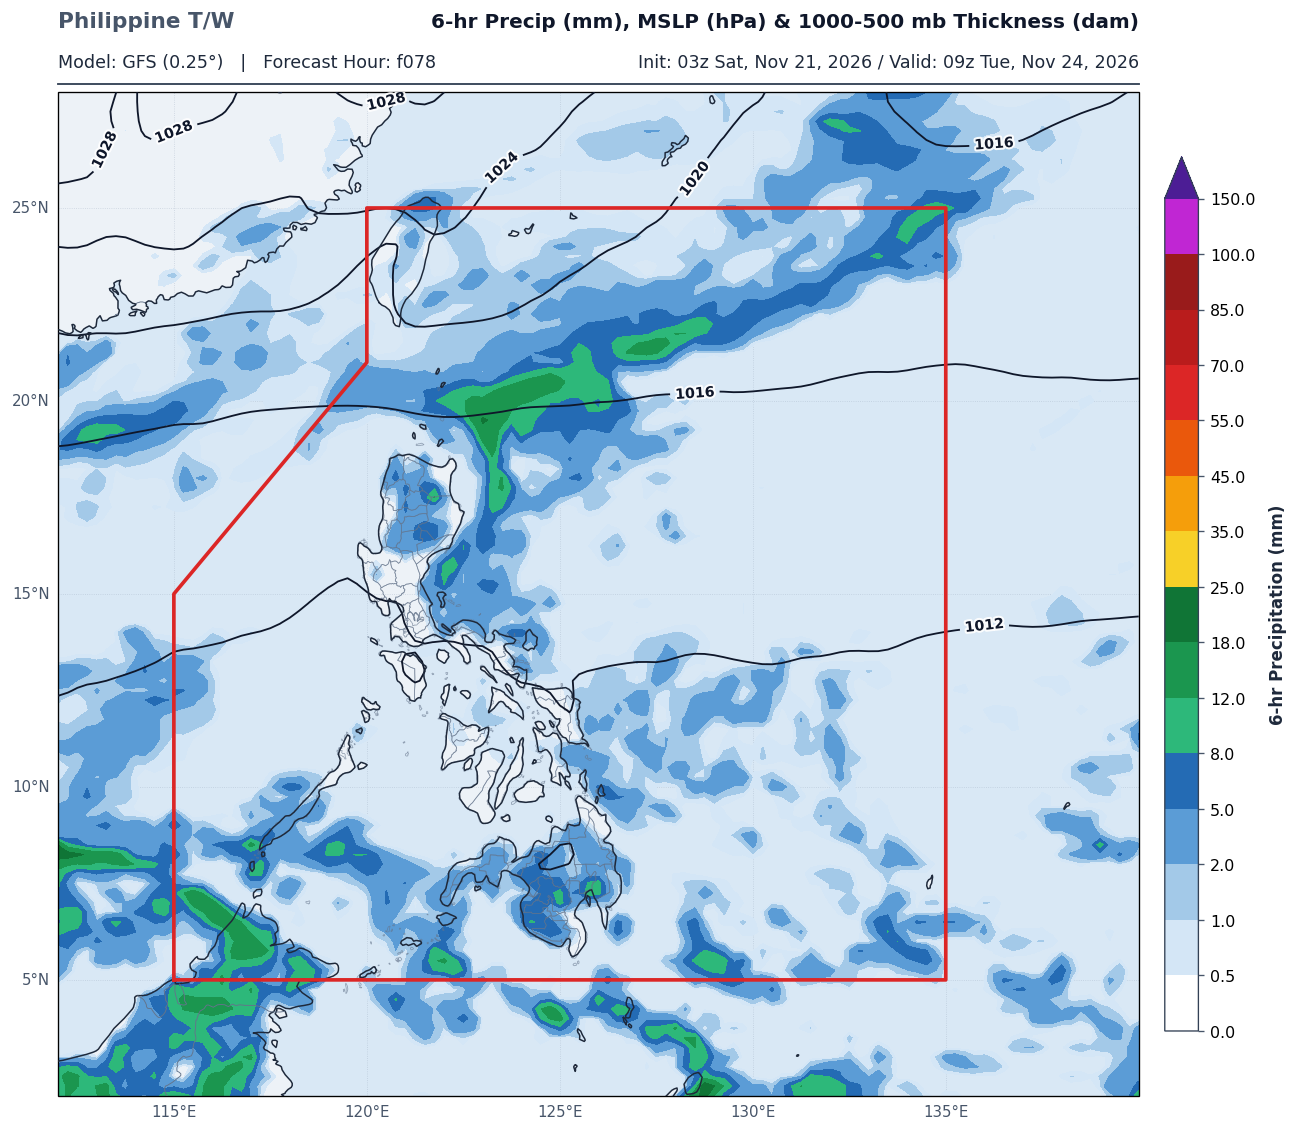 Philippine T/W
6-hr Precip (mm), MSLP (hPa) & 1000-500 mb Thickness (dam)
Model: GFS (0.25°) | Forecast Hour: f078
Init: 03z Sat, Nov 21, 2026 / Valid: 09z Tue, Nov 24, 2026
1028
1028
1028
1024
1020
1016
1016
1012
25°N
20°N
15°N
10°N
5°N
115°E
120°E
125°E
130°E
135°E
150.0
100.0
85.0
70.0
55.0
45.0
35.0
25.0
18.0
12.0
8.0
5.0
2.0
1.0
0.5
0.0
6-hr Precipitation (mm)